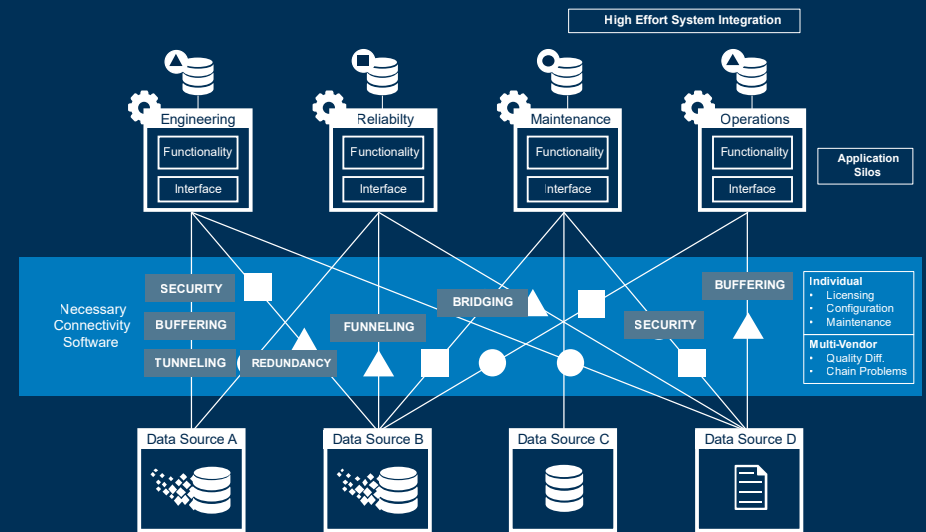 High Effort System Integration
Engineering
Reliabilty
Maintenance
Operations
Functionality
Functionality
Functionality
Functionality
Interface
Interface
Interface
Interface
Application
Silos
Necessary
Connectivity
Software
SECURITY
BUFFERING
TUNNELING
REDUNDANCY
FUNNELING
BRIDGING
SECURITY
BUFFERING
Individual
• Licensing
• Configuration
• Maintenance
Multi-Vendor
• Quality Diff.
• Chain Problems
Data Source A
Data Source B
Data Source C
Data Source D